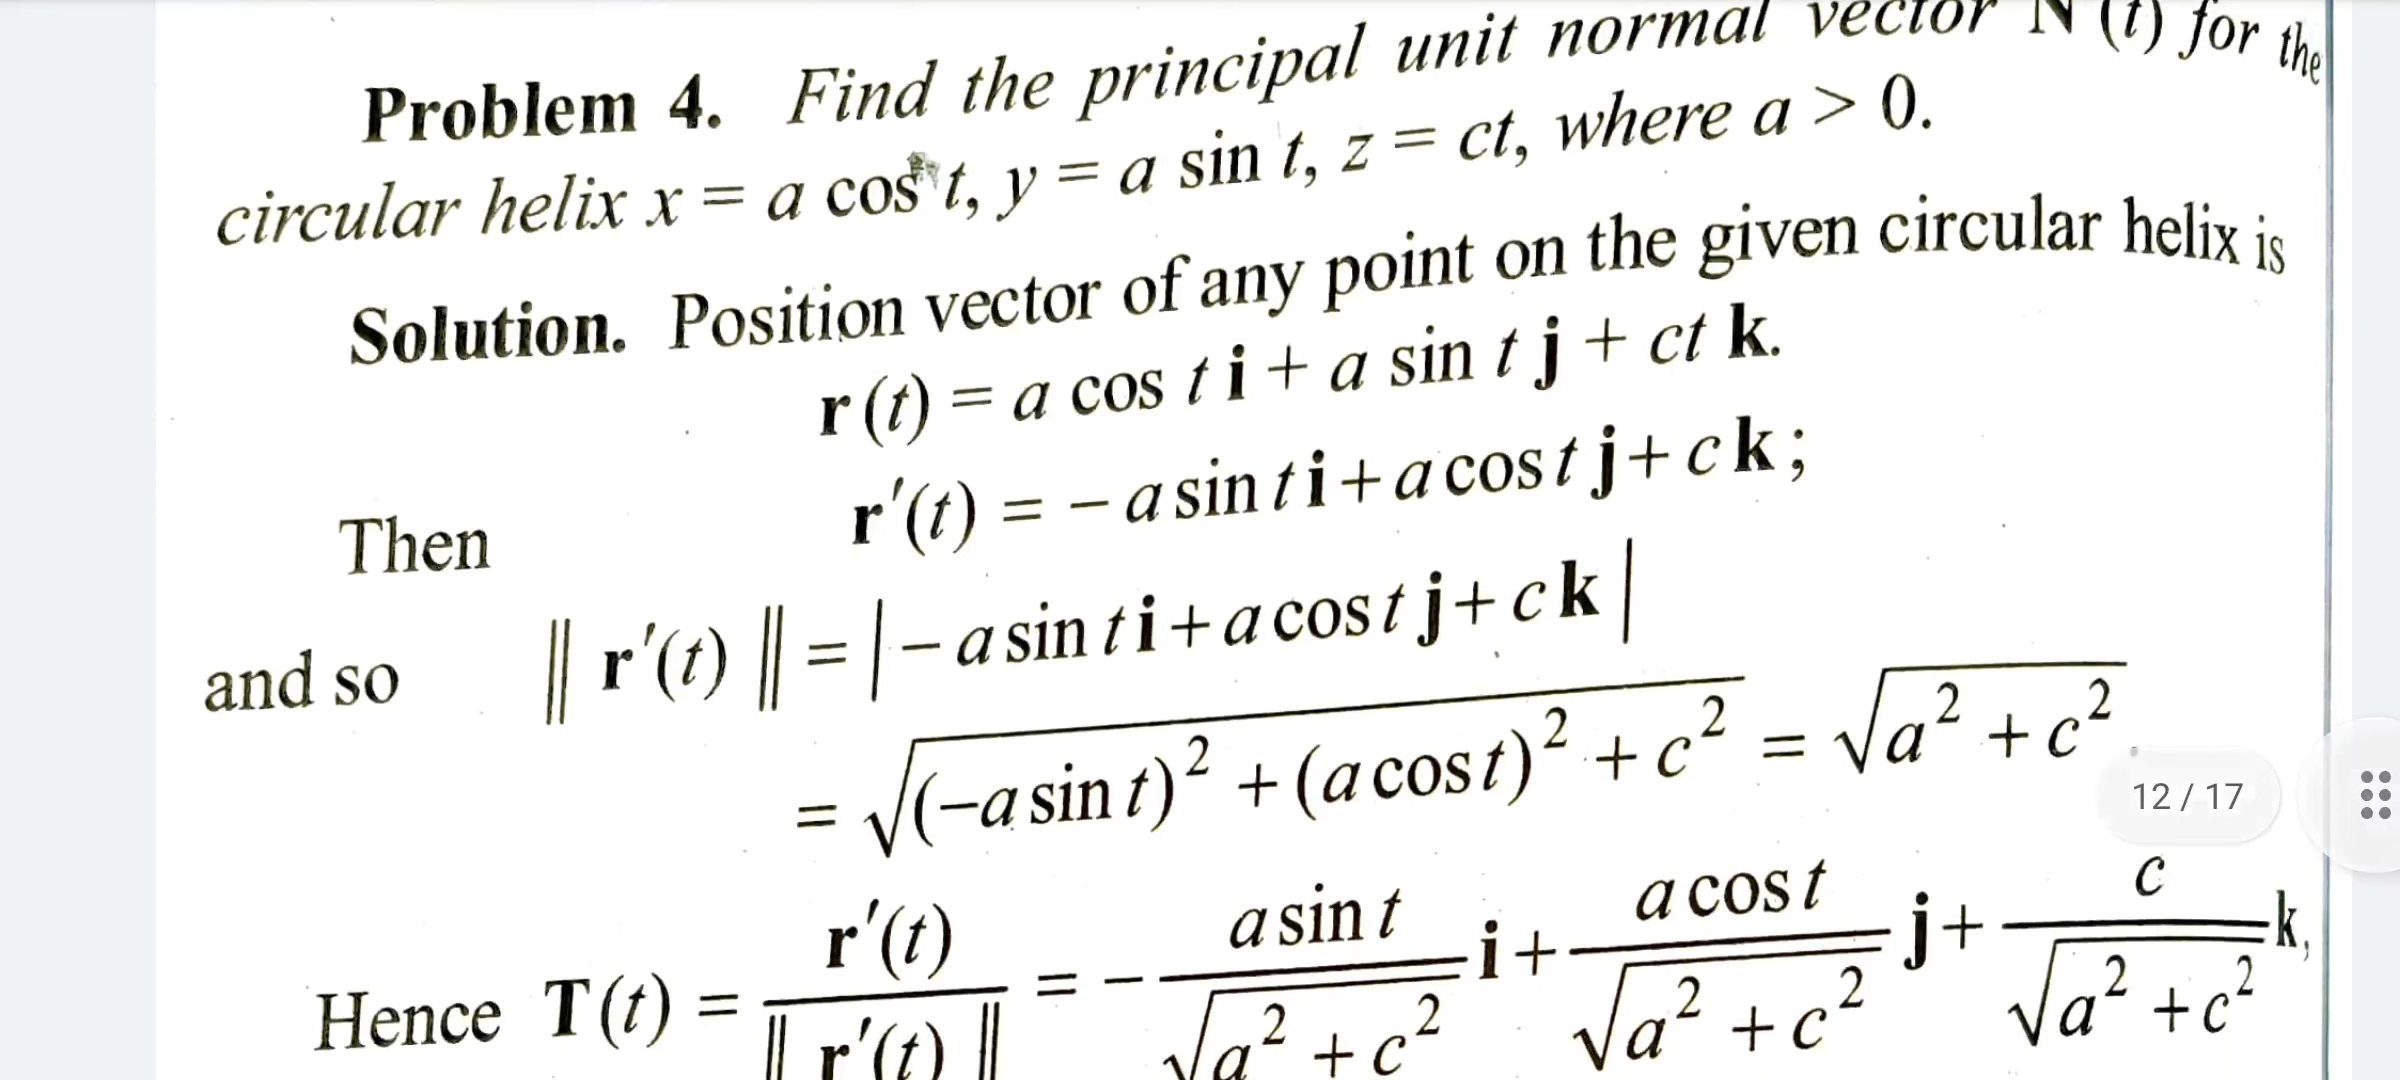 Problem 4. Find the principal unit normal vector N (t) for the
circular helix x = a cos t, y = a sin t, z = ct, where a > 0.
Solution. Position vector of any point on the given circular helix is
r (t) = a cos t i + a sin t j + ct k.
Then r′(t) = – a sin t i + a cos t j + c k ;
and so ‖ r′(t) ‖ = | – a sin t i + a cos t j + c k |
= √((–a sin t)² + (a cos t)² + c²) = √(a² + c²)
12 / 17
Hence T (t) = r′(t) / ‖ r′(t) ‖ = – a sin t / √(a² + c²) i + a cos t / √(a² + c²) j + c / √(a² + c²) k,